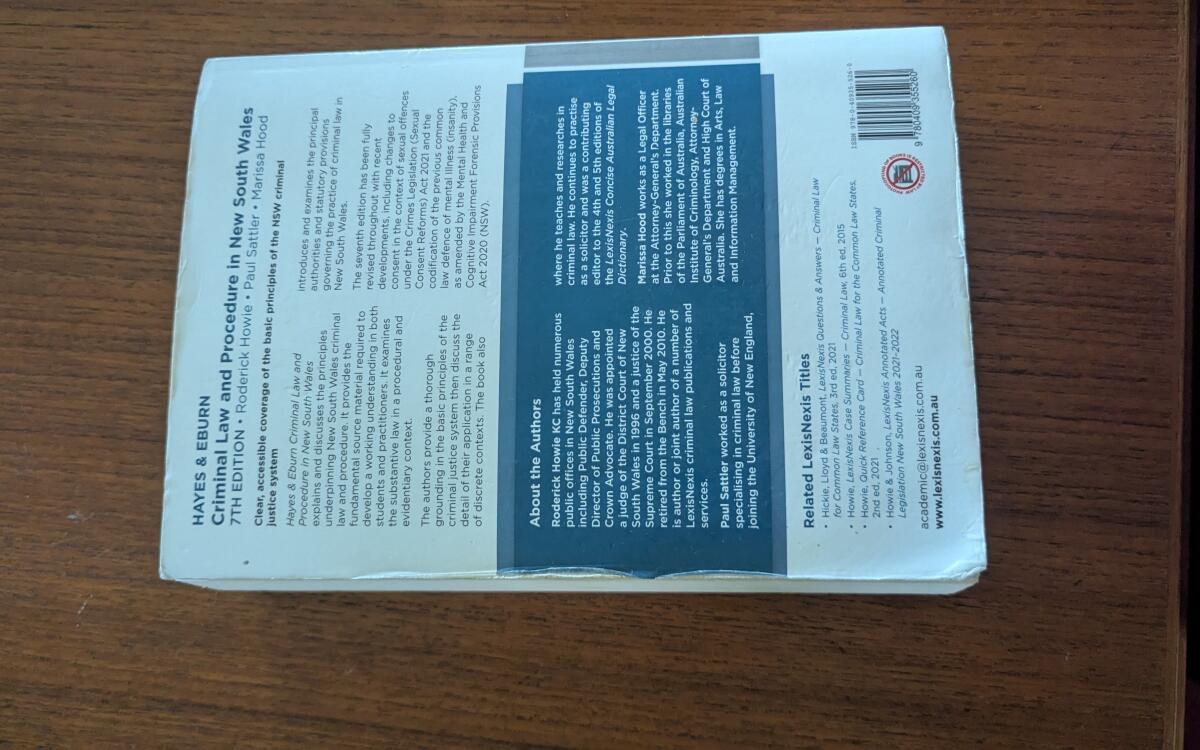 HAYES & EBURN
Criminal Law and Procedure in New South Wales
7TH EDITION • Roderick Howie • Paul Sattler • Marissa Hood
Clear, accessible coverage of the basic principles of the NSW criminal
justice system
Hayes & Eburn Criminal Law and
Procedure in New South Wales
explains and discusses the principles
underpinning New South Wales criminal
law and procedure. It provides the
fundamental source material required to
develop a working understanding in both
students and practitioners. It examines
the substantive law in a procedural and
evidentiary context.
The authors provide a thorough
grounding in the basic principles of the
criminal justice system then discuss the
detail of their application in a range
of discrete contexts. The book also
introduces and examines the principal
authorities and statutory provisions
governing the practice of criminal law in
New South Wales.
The seventh edition has been fully
revised throughout with recent
developments, including changes to
consent in the context of sexual offences
under the Crimes Legislation (Sexual
Consent Reforms) Act 2021 and the
codification of the previous common
law defence of mental illness (insanity),
as amended by the Mental Health and
Cognitive Impairment Forensic Provisions
Act 2020 (NSW).
About the Authors
Roderick Howie KC has held numerous
public offices in New South Wales
including Public Defender, Deputy
Director of Public Prosecutions and
Crown Advocate. He was appointed
a judge of the District Court of New
South Wales in 1996 and a justice of the
Supreme Court in September 2000. He
retired from the Bench in May 2010. He
is author or joint author of a number of
LexisNexis criminal law publications and
services.
Paul Sattler worked as a solicitor
specialising in criminal law before
joining the University of New England,
where he teaches and researches in
criminal law. He continues to practise
as a solicitor and was a contributing
editor to the 4th and 5th editions of
the LexisNexis Concise Australian Legal
Dictionary.
Marissa Hood works as a Legal Officer
at the Attorney-General's Department.
Prior to this she worked in the libraries
of the Parliament of Australia, Australian
Institute of Criminology, Attorney-
General's Department and High Court of
Australia. She has degrees in Arts, Law
and Information Management.
Related LexisNexis Titles
• Hickie, Lloyd & Beaumont, LexisNexis Questions & Answers — Criminal Law
for Common Law States, 3rd ed, 2021
• Howie, LexisNexis Case Summaries — Criminal Law, 6th ed, 2015
• Howie, Quick Reference Card — Criminal Law for the Common Law States,
2nd ed, 2021
• Howie & Johnson, LexisNexis Annotated Acts — Annotated Criminal
Legislation New South Wales 2021-2022
academic@lexisnexis.com.au
www.lexisnexis.com.au
ISBN 978-0-40935-526-0
9 780409 355260